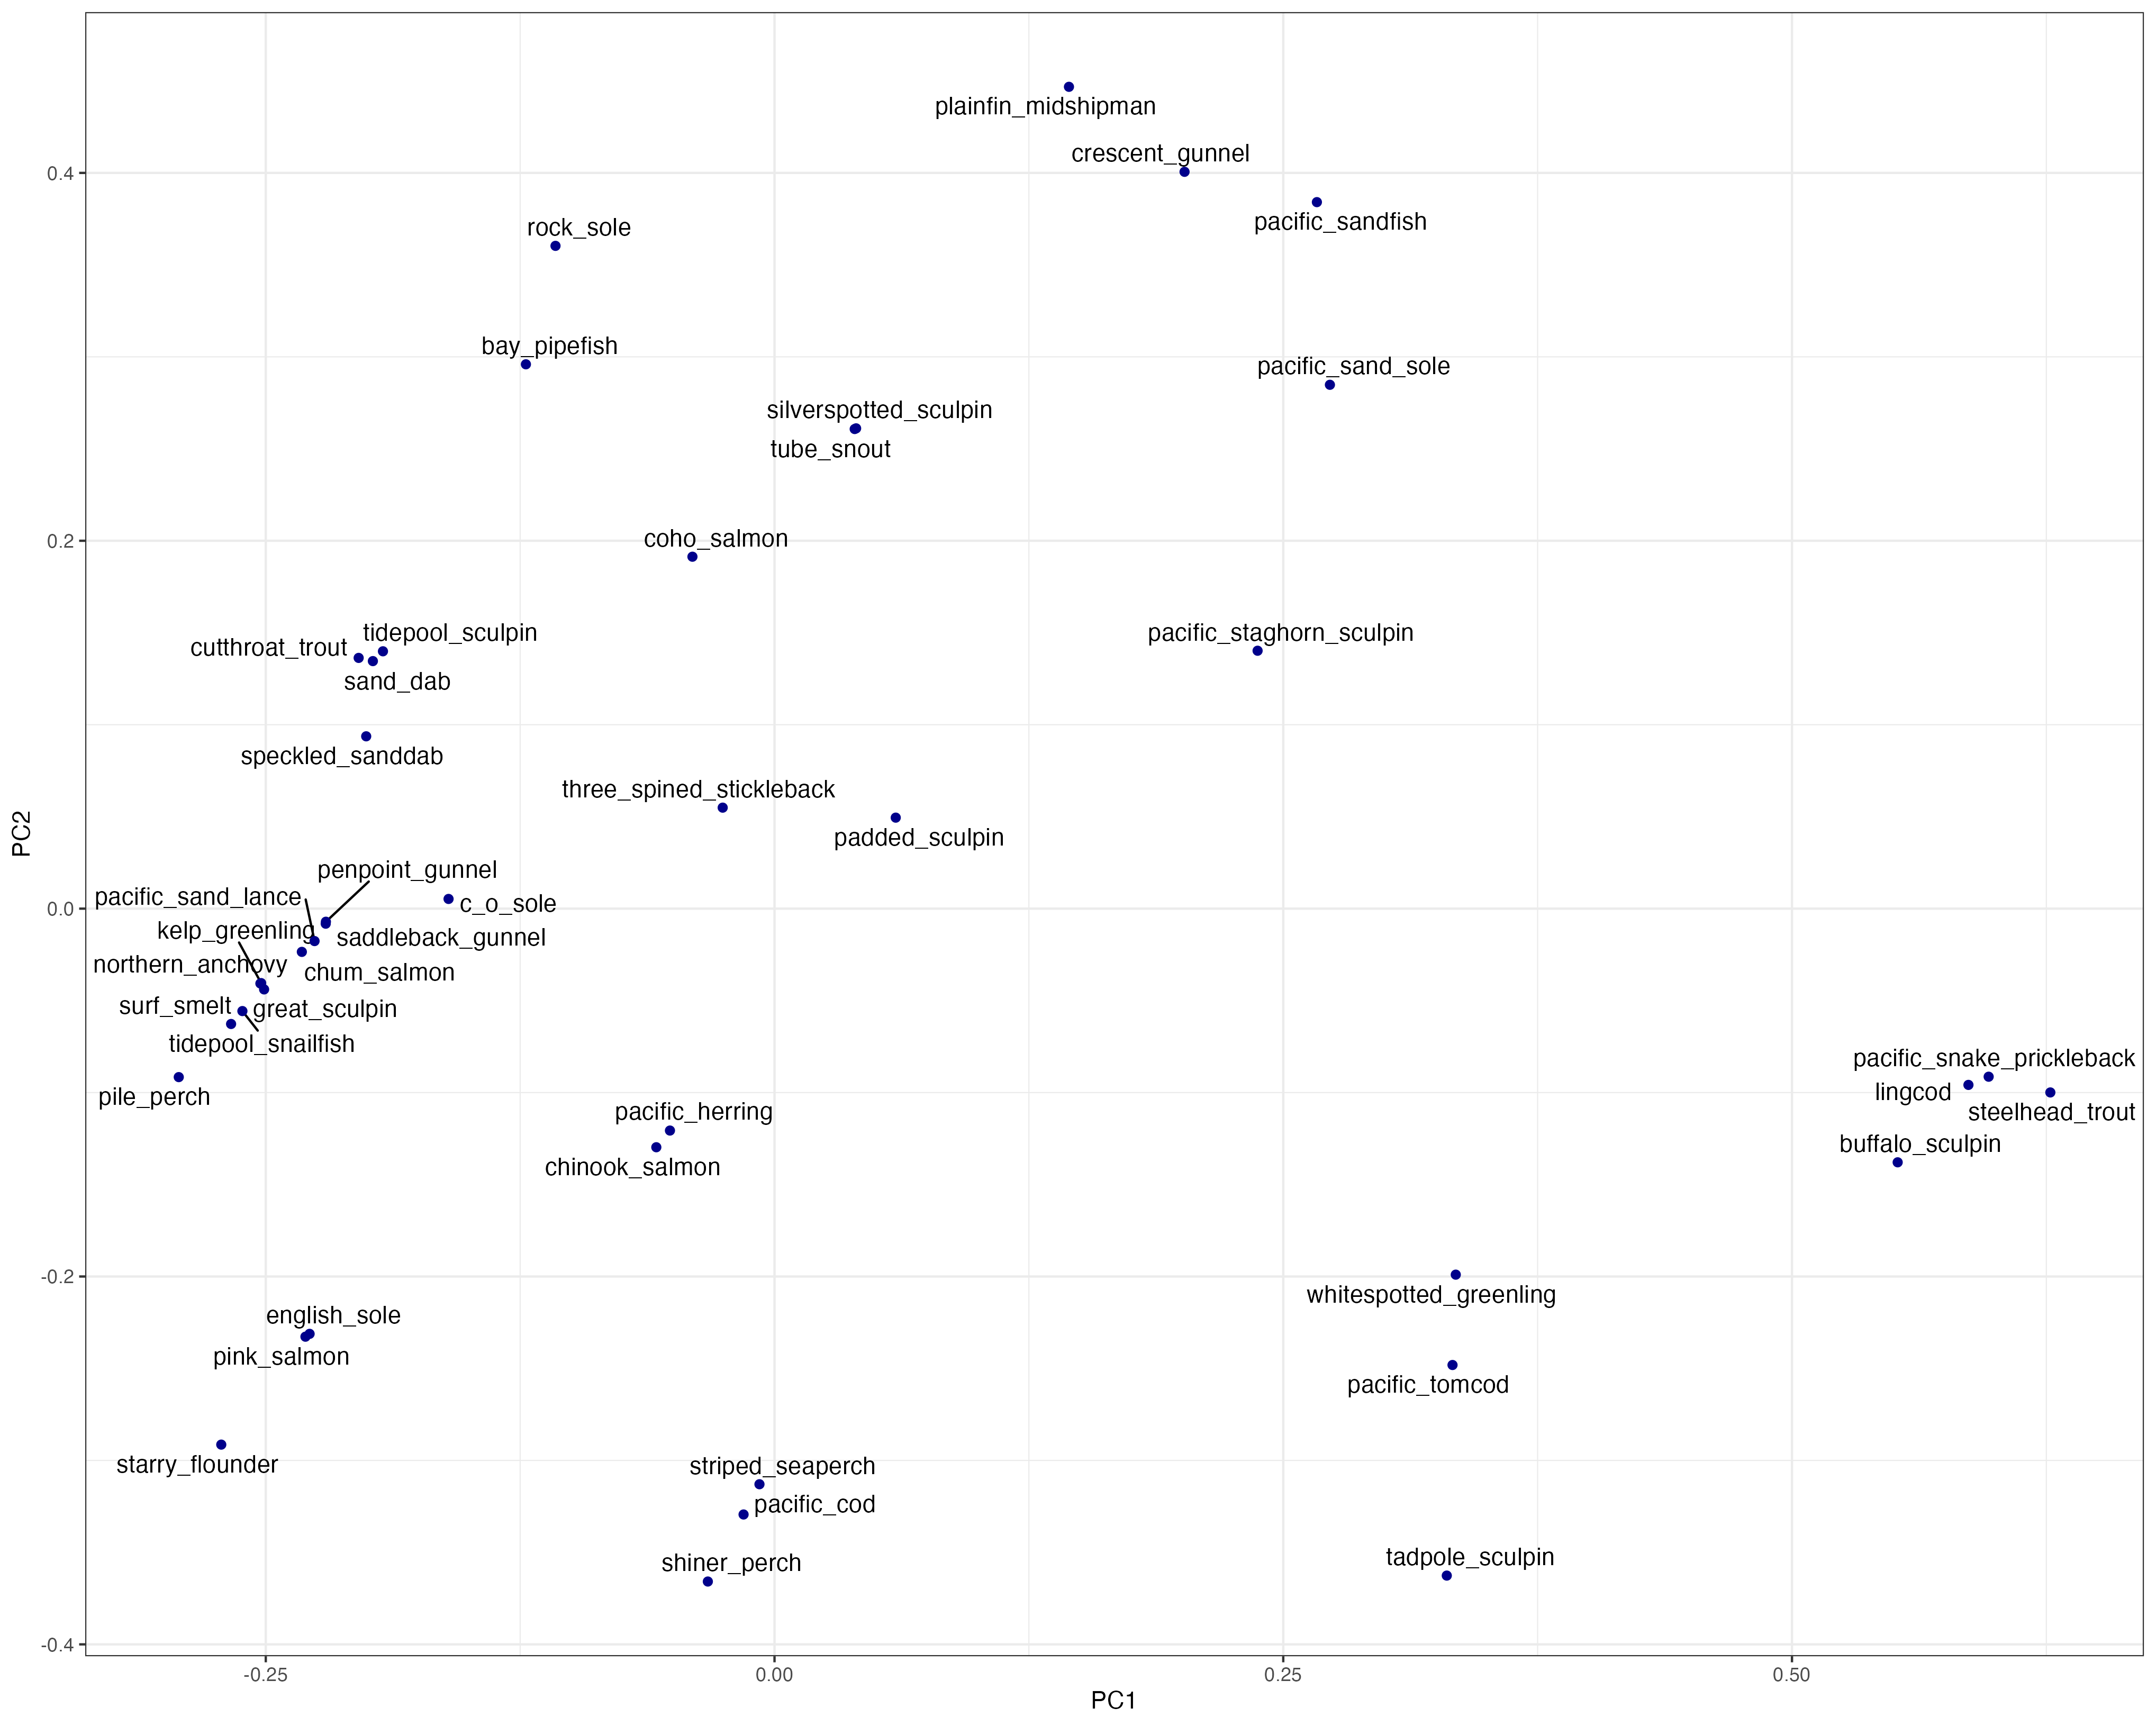 plainfin_midshipman
crescent_gunnel
0.4
pacific_sandfish
rock_sole
bay_pipefish
pacific_sand_sole
silverspotted_sculpin
tube_snout
0.2
coho_salmon
tidepool_sculpin
pacific_staghorn_sculpin
cutthroat_trout
sand_dab
speckled_sanddab
three_spined_stickleback
padded_sculpin
PC2
penpoint_gunnel
pacific_sand_lance
c_o_sole
0.0
kelp_greenling
saddleback_gunnel
northern_anchovy
chum_salmon
surf_smelt
great_sculpin
tidepool_snailfish
pacific_snake_prickleback
lingcod
pile_perch
pacific_herring
steelhead_trout
buffalo_sculpin
chinook_salmon
-0.2
whitespotted_greenling
english_sole
pink_salmon
pacific_tomcod
starry_flounder
striped_seaperch
pacific_cod
shiner_perch
tadpole_sculpin
-0.4
-0.25
0.00
0.25
0.50
PC1